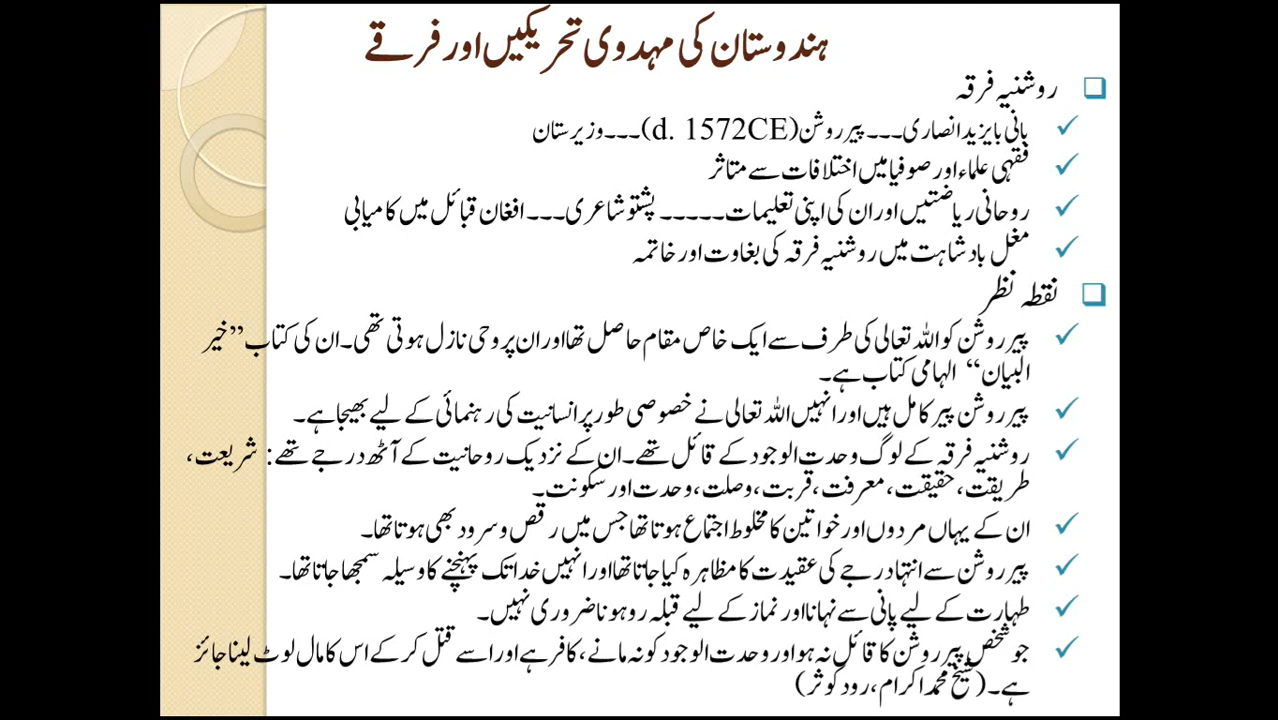 ہندوستان کی مہدوی تحریکیں اور فرقے
روشنیہ فرقہ
بانی بایزید انصاری۔۔۔ پیر روشن (d. 1572CE)۔۔۔ وزیرستان
فقہی علماء اور صوفیا میں اختلافات سے متاثر
روحانی ریاضتیں اور ان کی اپنی تعلیمات۔۔۔۔۔ پشتو شاعری۔۔۔ افغان قبائل میں کامیابی
مغل بادشاہت میں روشنیہ فرقہ کی بغاوت اور خاتمہ
نقطہ نظر
پیر روشن کو اللہ تعالی کی طرف سے ایک خاص مقام حاصل تھا اور ان پر وحی نازل ہوتی تھی۔ ان کی کتاب ”خیر
البیان“ الہامی کتاب ہے۔
پیر روشن پیر کامل ہیں اور انہیں اللہ تعالی نے خصوصی طور پر انسانیت کی رہنمائی کے لیے بھیجا ہے۔
روشنیہ فرقہ کے لوگ وحدت الوجود کے قائل تھے۔ ان کے نزدیک روحانیت کے آٹھ درجے تھے: شریعت،
طریقت، حقیقت، معرفت، قربت، وصلت، وحدت اور سکونت۔
ان کے یہاں مردوں اور خواتین کا مخلوط اجتماع ہوتا تھا جس میں رقص و سرود بھی ہوتا تھا۔
پیر روشن سے انتہا درجے کی عقیدت کا مظاہرہ کیا جاتا تھا اور انہیں خدا تک پہنچنے کا وسیلہ سمجھا جاتا تھا۔
طہارت کے لیے پانی سے نہانا اور نماز کے لیے قبلہ رو ہونا ضروری نہیں۔
جو شخص پیر روشن کا قائل نہ ہو اور وحدت الوجود کو نہ مانے، کافر ہے اور اسے قتل کر کے اس کا مال لوٹ لینا جائز
ہے۔ (شیخ محمد اکرام، رود کوثر)